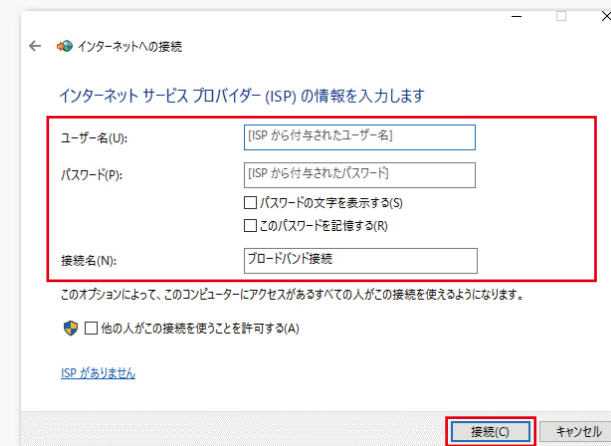 インターネットへの接続
インターネット サービス プロバイダー (ISP) の情報を入力します
ユーザー名(U):
[ISP から付与されたユーザー名]
パスワード(P):
[ISP から付与されたパスワード]
パスワードの文字を表示する(S)
このパスワードを記憶する(R)
接続名(N):
ブロードバンド接続
このオプションによって、このコンピューターにアクセスがあるすべての人がこの接続を使えるようになります。
他の人がこの接続を使うことを許可する(A)
ISP がありません
接続(C)
キャンセル